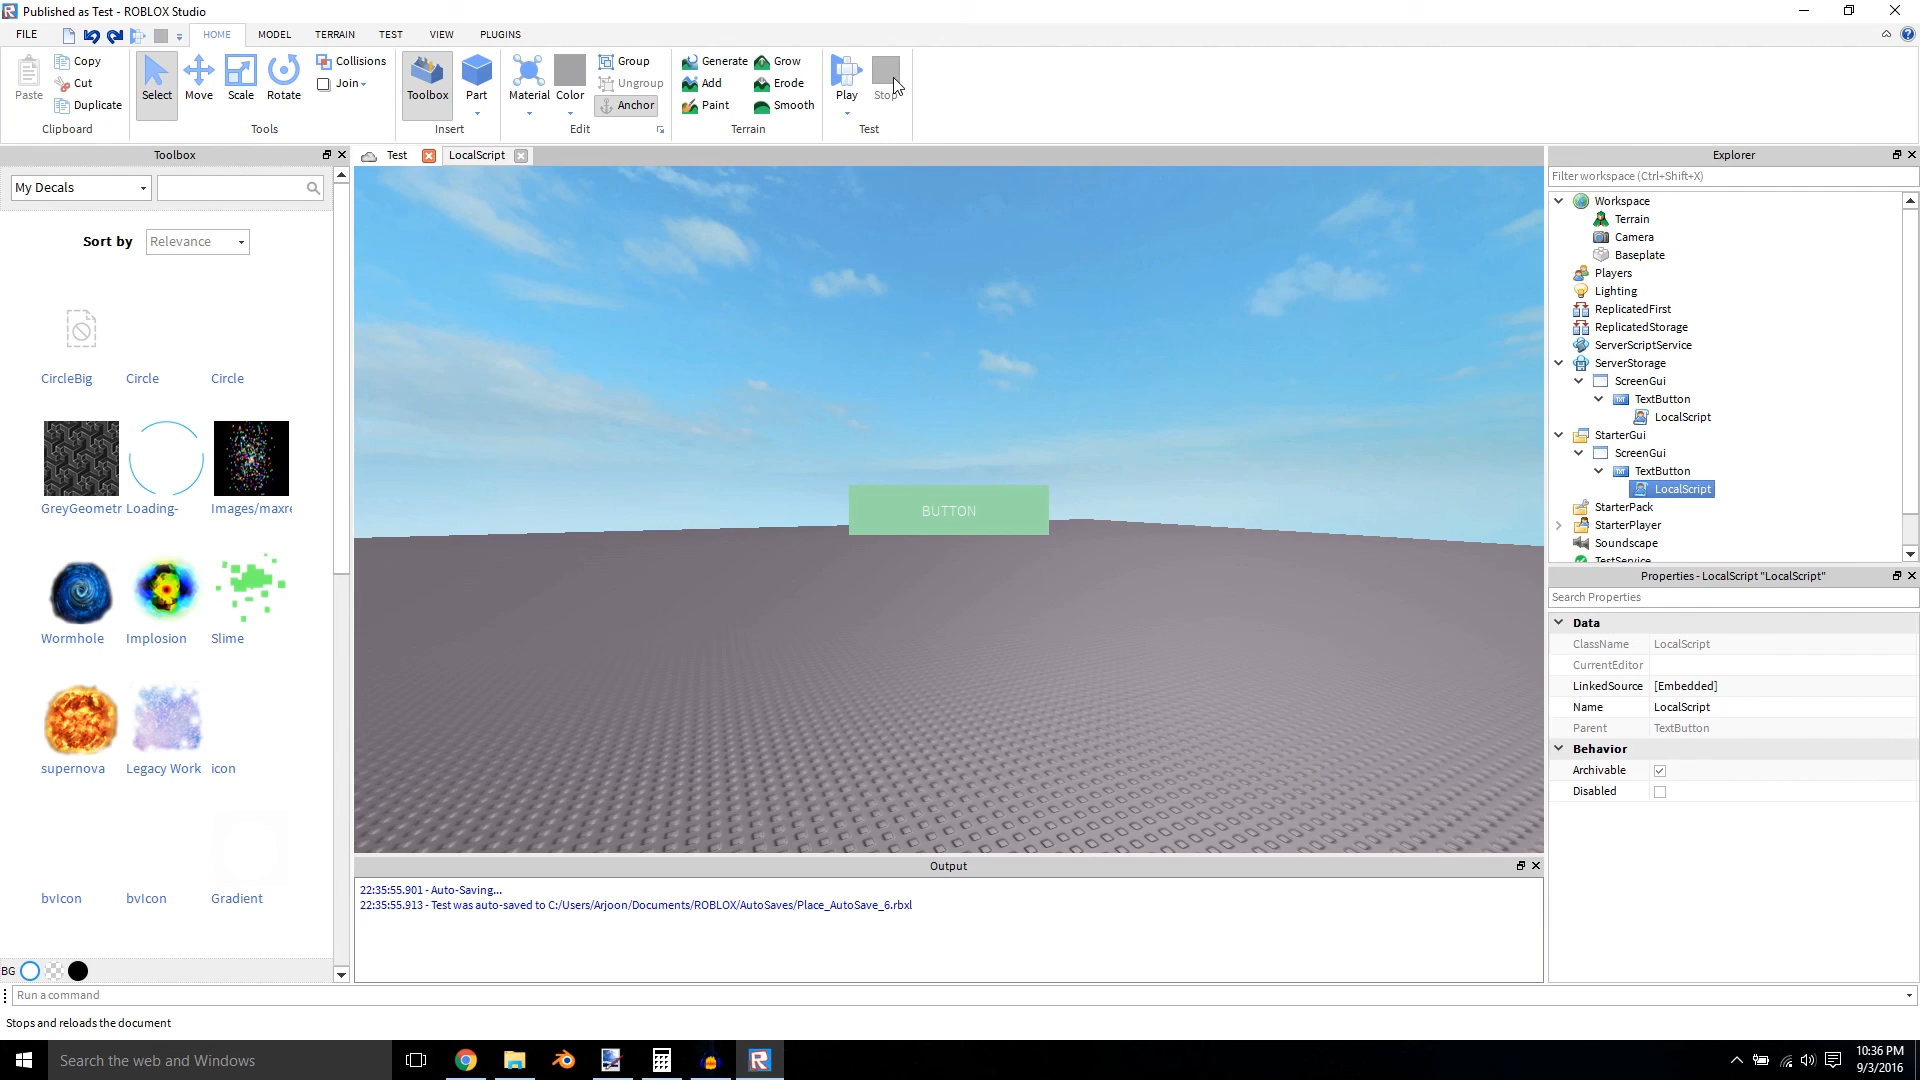 Published as Test - ROBLOX Studio
FILE HOME MODEL TERRAIN TEST VIEW PLUGINS
Paste
Copy
Cut
Duplicate
Clipboard
Select Move Scale Rotate
Collisions
Join
Tools
Toolbox Part
Insert
Material Color
Group
Ungroup
Anchor
Edit
Generate Grow
Add Erode
Paint Smooth
Terrain
Play Stop
Test
Toolbox
My Decals
Sort by Relevance
CircleBig Circle Circle
GreyGeometr Loading- Images/maxre
Wormhole Implosion Slime
supernova Legacy Work icon
bvIcon bvIcon Gradient
BG
Test LocalScript
BUTTON
Output
22:35:55.901 - Auto-Saving...
22:35:55.913 - Test was auto-saved to C:/Users/Arjoon/Documents/ROBLOX/AutoSaves/Place_AutoSave_6.rbxl
Explorer
Filter workspace (Ctrl+Shift+X)
Workspace
Terrain
Camera
Baseplate
Players
Lighting
ReplicatedFirst
ReplicatedStorage
ServerScriptService
ServerStorage
ScreenGui
TXT TextButton
LocalScript
StarterGui
ScreenGui
TXT TextButton
LocalScript
StarterPack
StarterPlayer
Soundscape
TestService
Properties - LocalScript "LocalScript"
Search Properties
Data
ClassName LocalScript
CurrentEditor
LinkedSource [Embedded]
Name LocalScript
Parent TextButton
Behavior
Archivable
Disabled
Run a command
Stops and reloads the document
Search the web and Windows
10:36 PM
9/3/2016